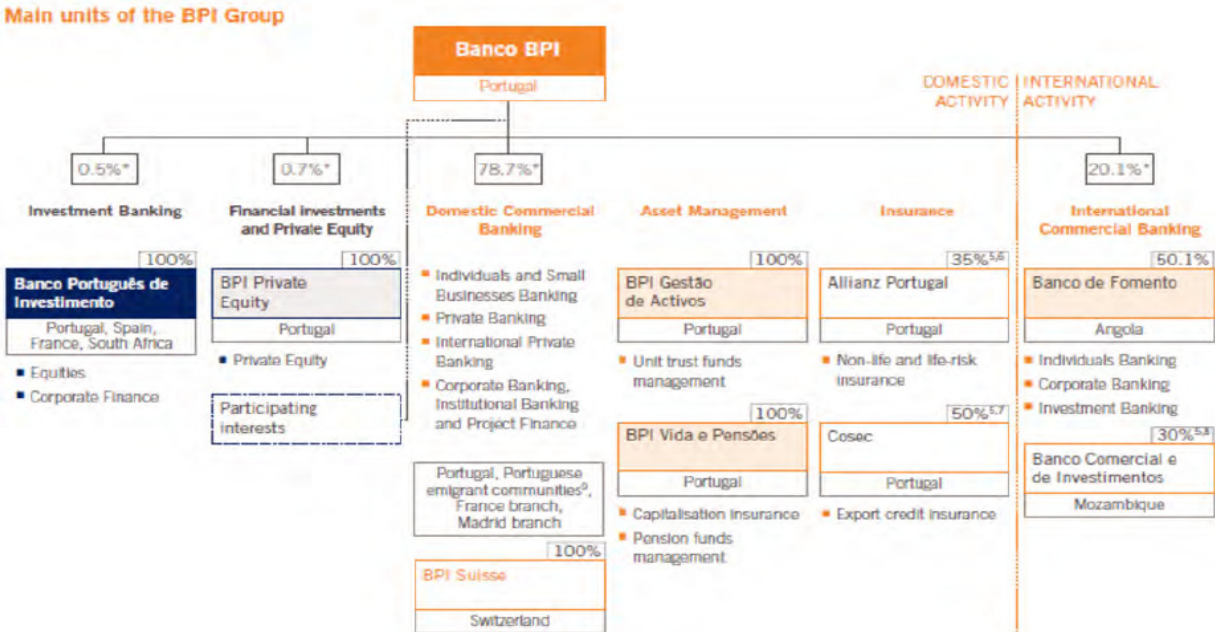 Main units of the BPI Group
Banco BPI
Portugal
DOMESTIC ACTIVITY
INTERNATIONAL ACTIVITY
0.5%*
Investment Banking
100%
Banco Português de
Investimento
Portugal, Spain,
France, South Africa
■ Equities
■ Corporate Finance
0.7%*
Financial investments
and Private Equity
100%
BPI Private
Equity
Portugal
■ Private Equity
Participating
interests
78.7%*
Domestic Commercial
Banking
■ Individuals and Small
Businesses Banking
■ Private Banking
■ International Private
Banking
■ Corporate Banking,
Institutional Banking
and Project Finance
Portugal, Portuguese
emigrant communities⁹,
France branch,
Madrid branch
100%
BPI Suisse
Switzerland
Asset Management
100%
BPI Gestão
de Activos
Portugal
■ Unit trust funds
management
100%
BPI Vida e Pensões
Portugal
■ Capitalisation insurance
■ Pension funds
management
Insurance
35%⁵,⁶
Allianz Portugal
Portugal
■ Non-life and life-risk
insurance
50%⁵,⁷
Cosec
Portugal
■ Export credit insurance
20.1%*
International
Commercial Banking
50.1%
Banco de Fomento
Angola
■ Individuals Banking
■ Corporate Banking
■ Investment Banking
30%⁵,⁸
Banco Comercial e
de Investimentos
Mozambique